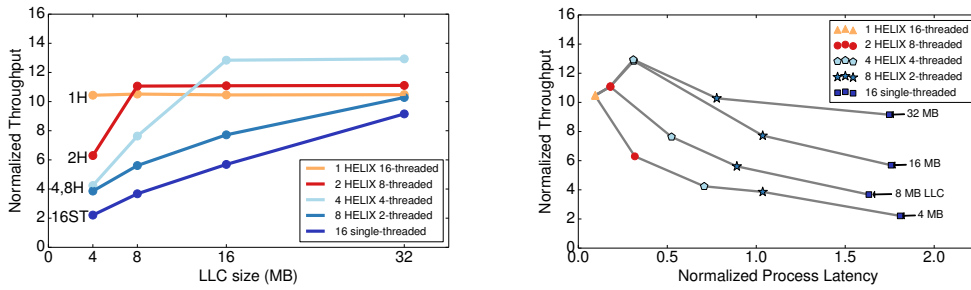 Normalized Throughput
16
14
12
10
8
6
4
2
0
1H
2H
4,8H
16ST
1 HELIX 16-threaded
2 HELIX 8-threaded
4 HELIX 4-threaded
8 HELIX 2-threaded
16 single-threaded
0
4
8
16
32
LLC size (MB)
Normalized Throughput
16
14
12
10
8
6
4
2
0
1 HELIX 16-threaded
2 HELIX 8-threaded
4 HELIX 4-threaded
8 HELIX 2-threaded
16 single-threaded
32 MB
16 MB
8 MB LLC
4 MB
0.0
0.5
1.0
1.5
2.0
Normalized Process Latency